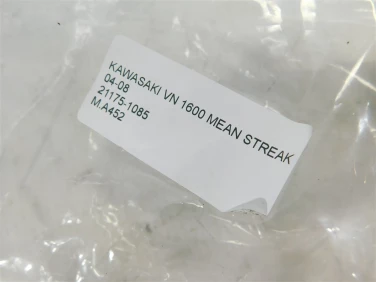 KAWASAKI VN 1600 MEAN STREAK
04-08
21175-1085
M.A452